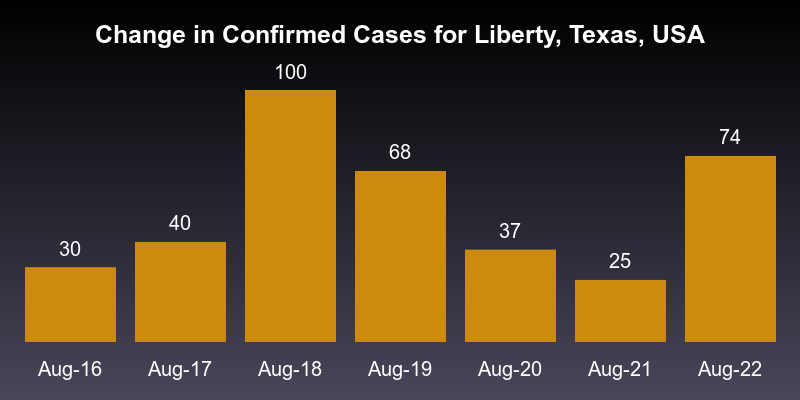 Change in Confirmed Cases for Liberty, Texas, USA
30
40
100
68
37
25
74
Aug-16
Aug-17
Aug-18
Aug-19
Aug-20
Aug-21
Aug-22